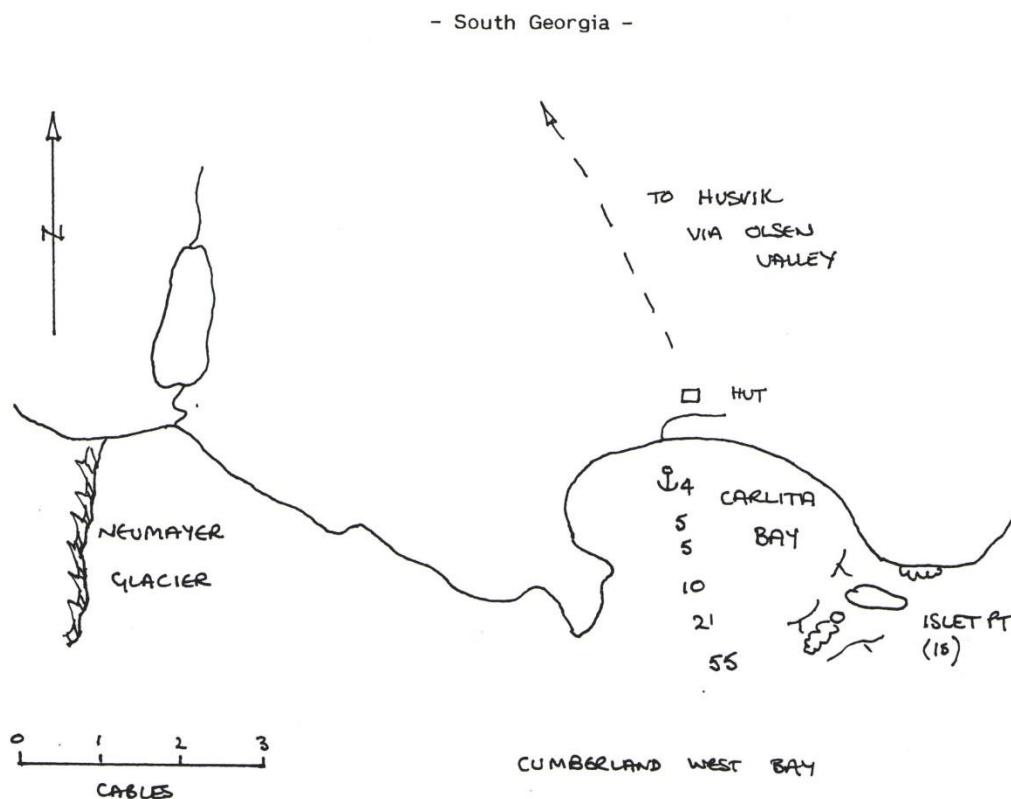 - South Georgia -
N
TO HUSVIK
VIA OLSEN
VALLEY
HUT
4
CARLITA
BAY
5
5
10
21
55
NEUMAYER
GLACIER
ISLET PT
(18)
0 1 2 3
CABLES
CUMBERLAND WEST BAY